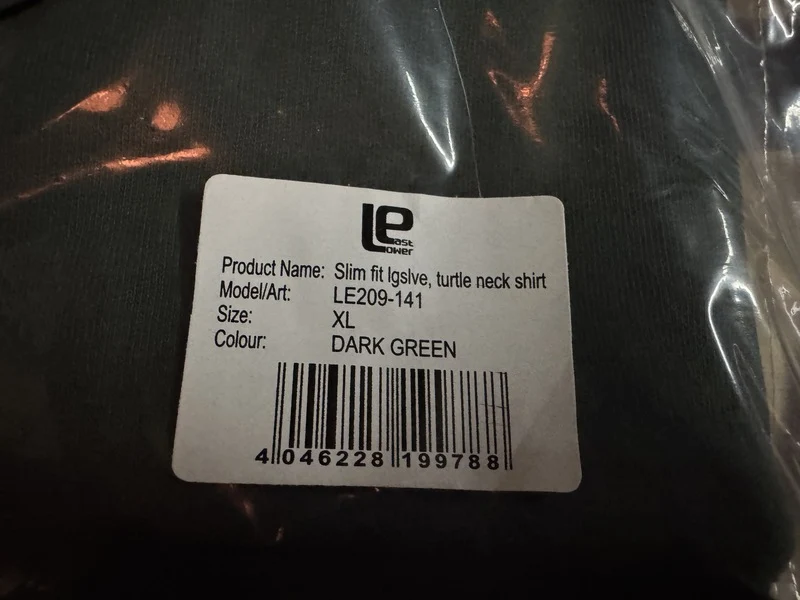 Le
ast
ower
Product Name: Slim fit lgslve, turtle neck shirt
Model/Art: LE209-141
Size: XL
Colour: DARK GREEN
4 046228 199788